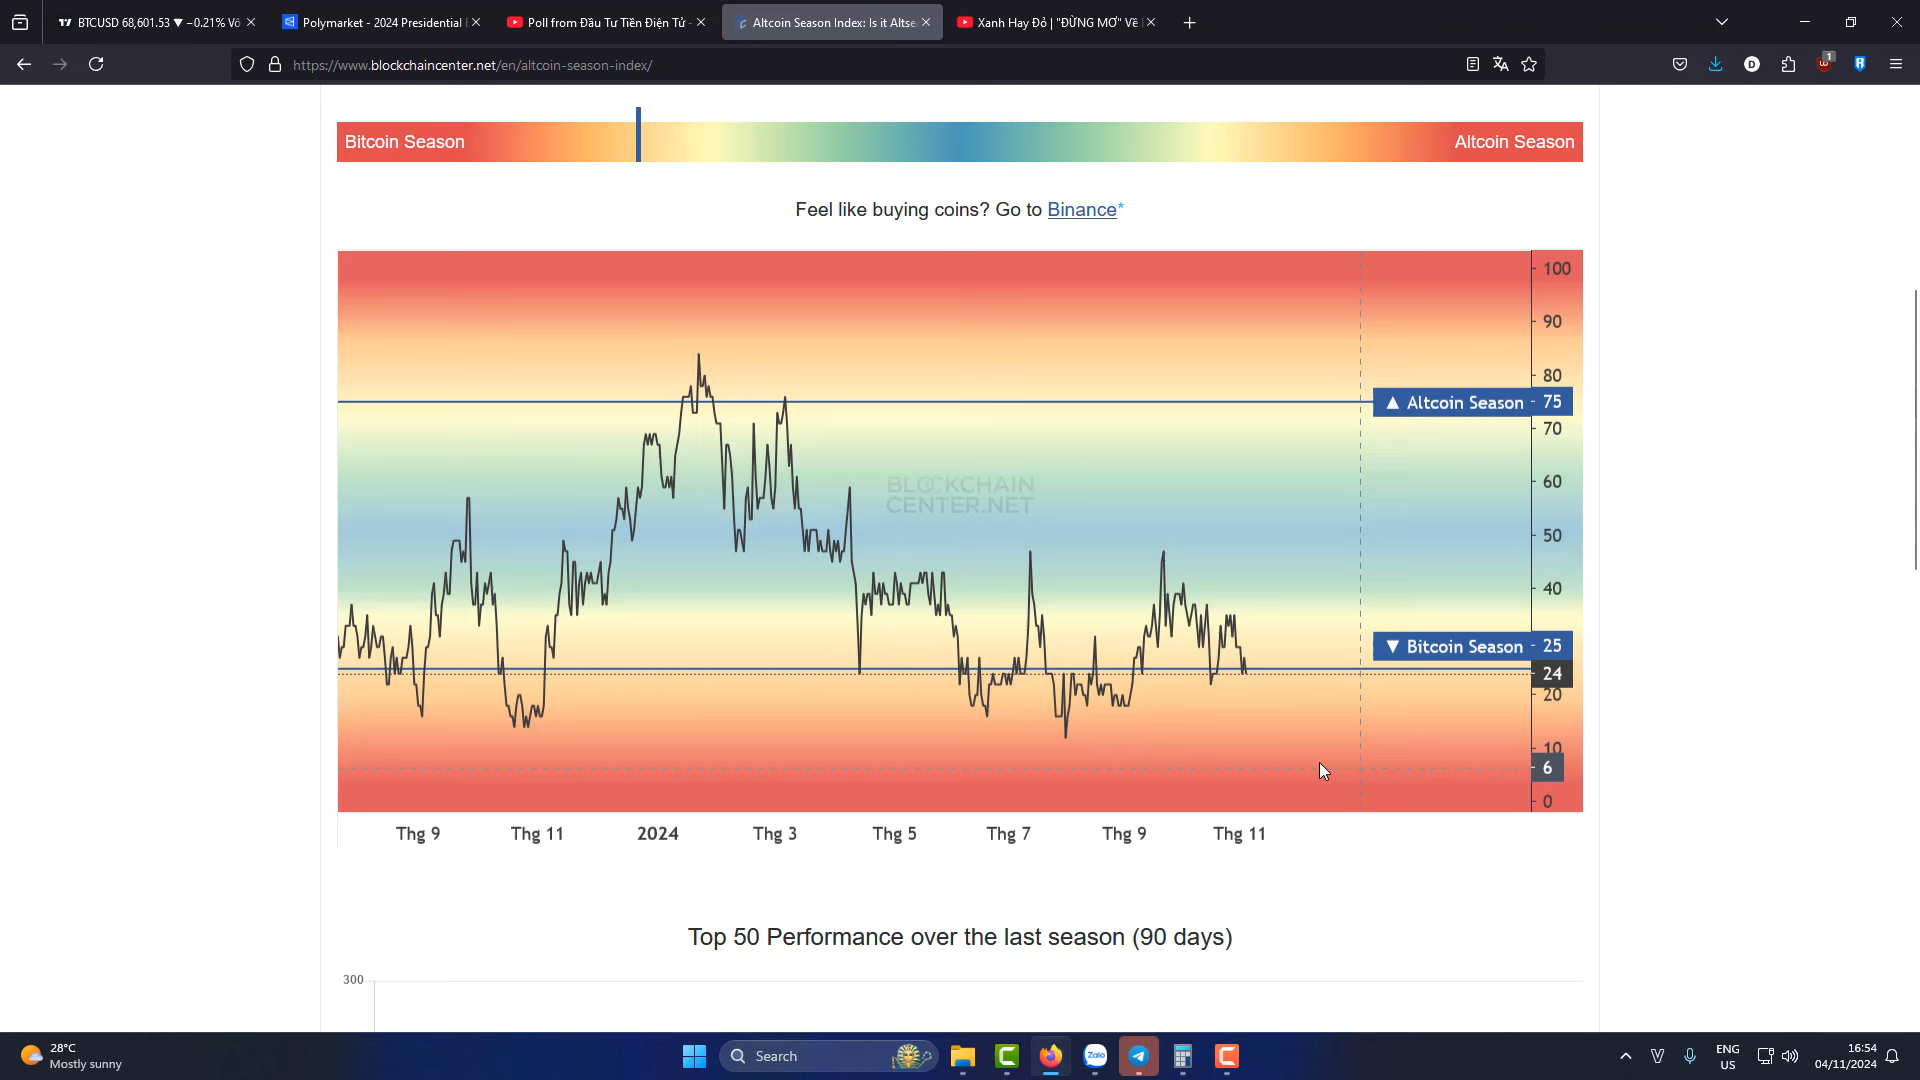 BTCUSD 68,601.53 ▼ −0.21% Vô
Polymarket - 2024 Presidential
Poll from Đầu Tư Tiền Điện Tử -
Altcoin Season Index: Is it Altse
Xanh Hay Đỏ | "ĐỪNG MƠ" Về
https://www.blockchaincenter.net/en/altcoin-season-index/
D
1
Bitcoin Season
Altcoin Season
Feel like buying coins? Go to Binance*
100
90
80
▲ Altcoin Season 75
70
BLOCKCHAIN
CENTER.NET
60
50
40
▼ Bitcoin Season 25
24
20
10
6
0
Thg 9 Thg 11 2024 Thg 3 Thg 5 Thg 7 Thg 9 Thg 11
Top 50 Performance over the last season (90 days)
300
28°C
Mostly sunny
Search
Zalo
V
ENG
US
16:54
04/11/2024